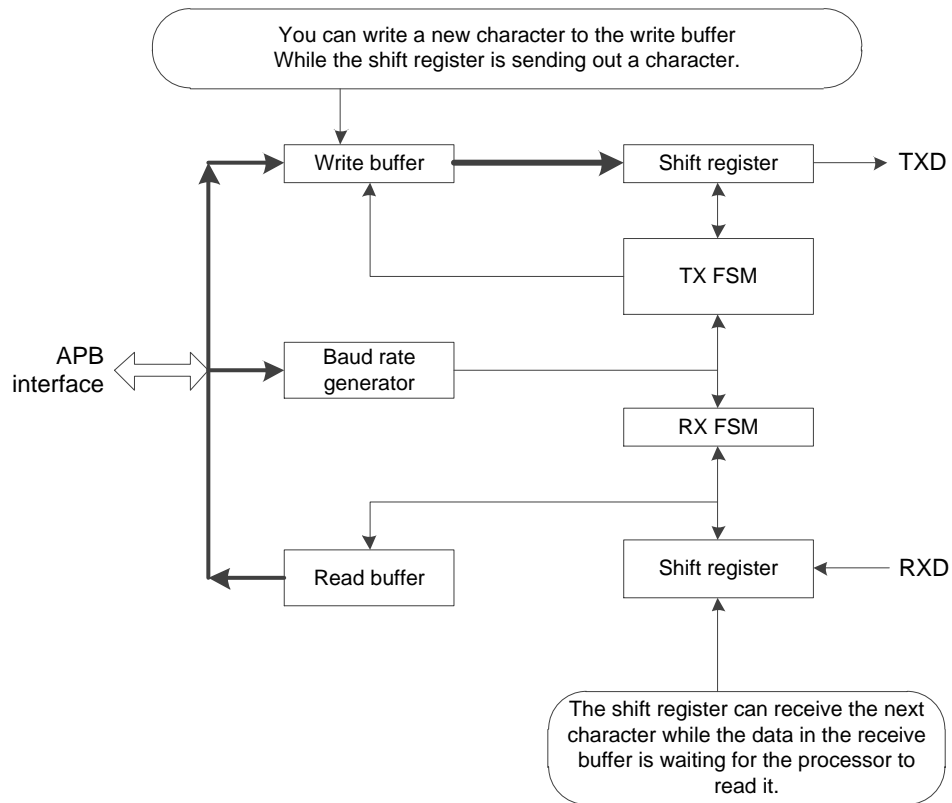 You can write a new character to the write buffer
While the shift register is sending out a character.
Write buffer
Shift register
TXD
TX FSM
APB
interface
Baud rate
generator
RX FSM
Read buffer
Shift register
RXD
The shift register can receive the next
character while the data in the receive
buffer is waiting for the processor to
read it.